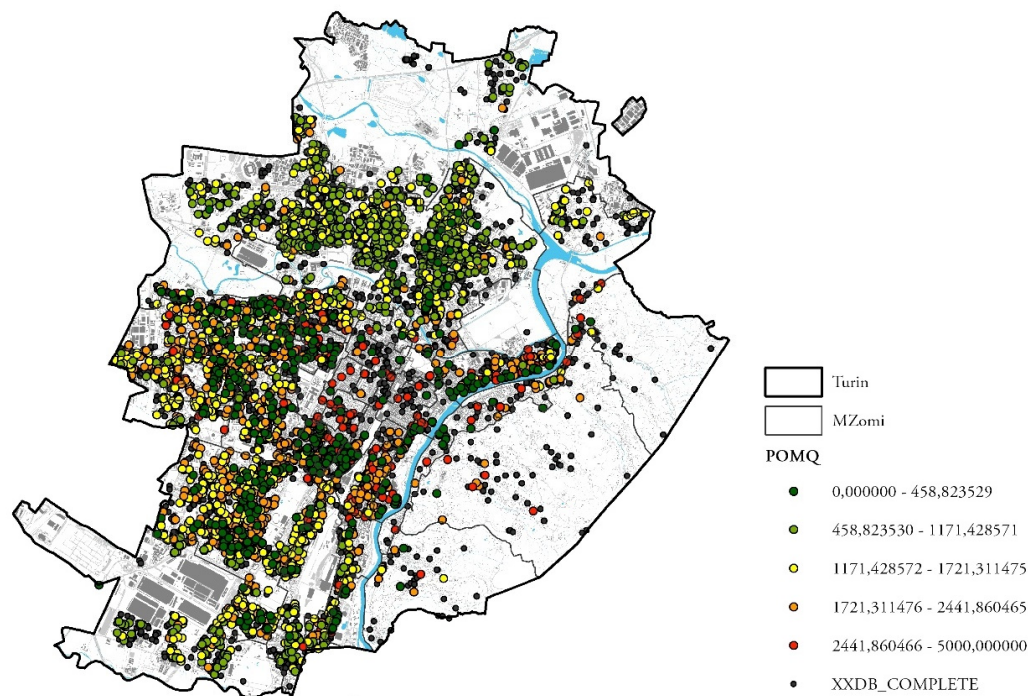 Turin
MZomi
POMQ
0,000000 - 458,823529
458,823530 - 1171,428571
1171,428572 - 1721,311475
1721,311476 - 2441,860465
2441,860466 - 5000,000000
XXDB_COMPLETE